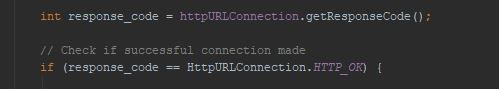 int response_code = httpURLConnection.getResponseCode();
// Check if successful connection made
if (response_code == HttpURLConnection.HTTP_OK) {